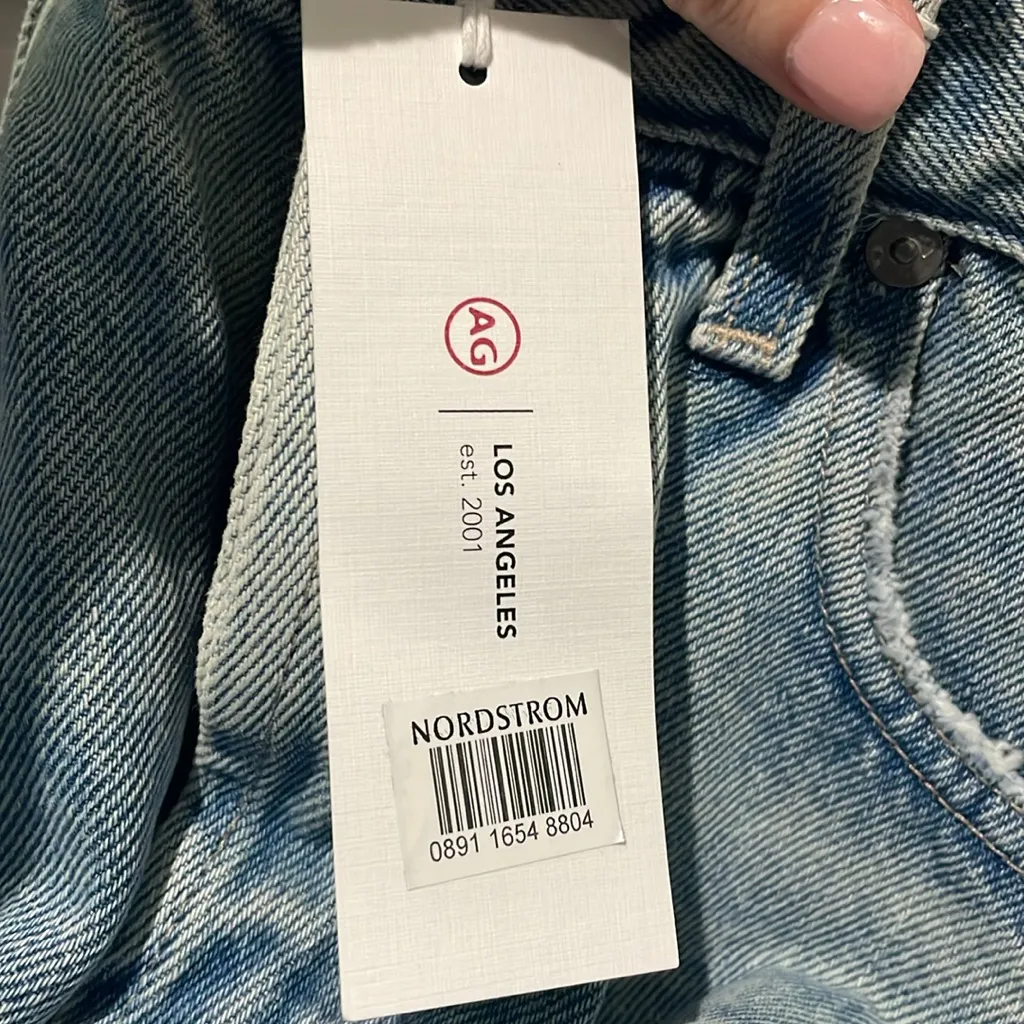 AG
LOS ANGELES
est. 2001
NORDSTROM
0891 1654 8804